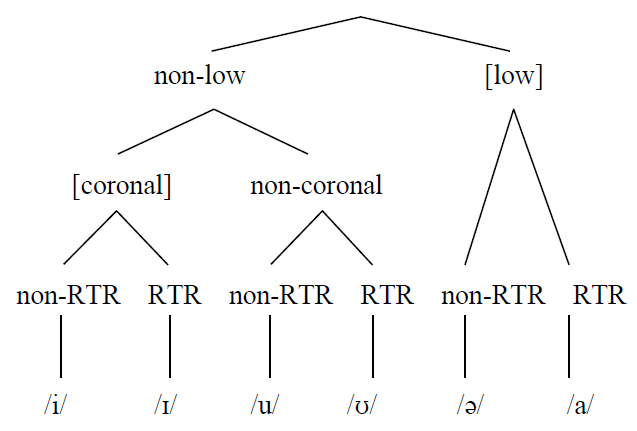 non-low [low]
[coronal] non-coronal
non-RTR RTR non-RTR RTR non-RTR RTR
/i/ /ɪ/ /u/ /ʊ/ /ə/ /a/